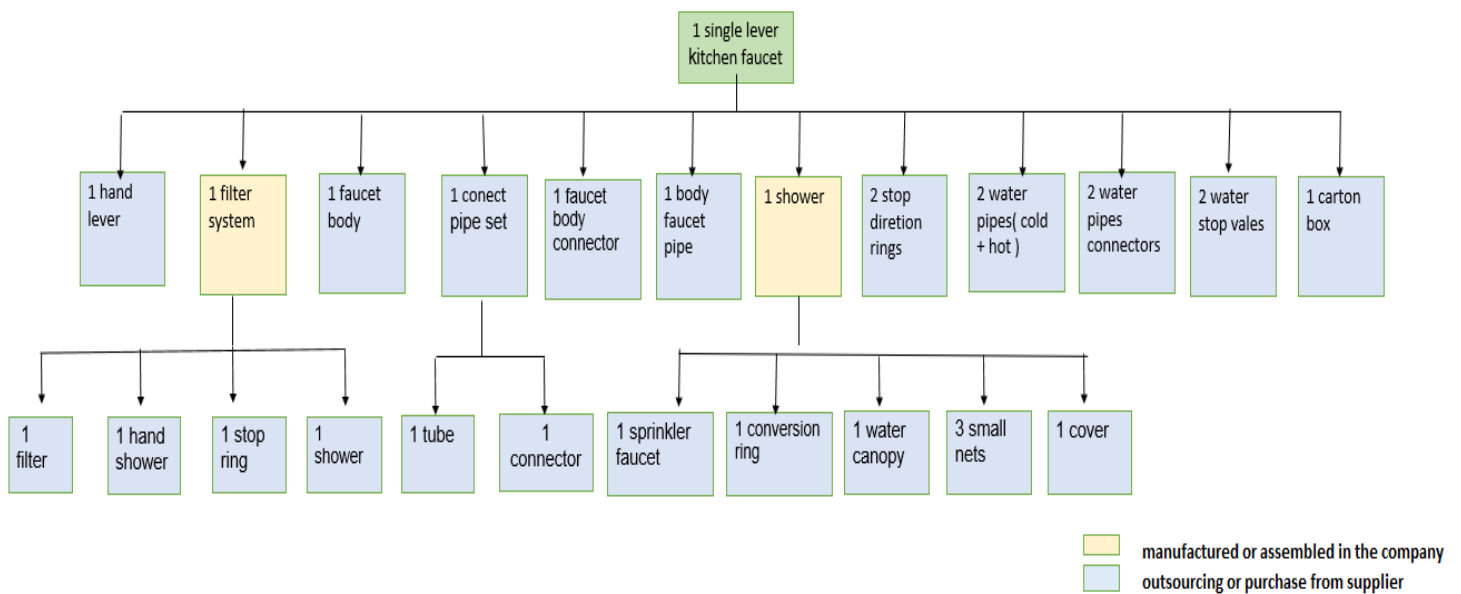 1 single lever
kitchen faucet
1 hand
lever
1 filter
system
1 faucet
body
1 conect
pipe set
1 faucet
body
connector
1 body
faucet
pipe
1 shower
2 stop
diretion
rings
2 water
pipes( cold
+ hot )
2 water
pipes
connectors
2 water
stop vales
1 carton
box
1
filter
1 hand
shower
1 stop
ring
1
shower
1 tube
1
connector
1 sprinkler
faucet
1 conversion
ring
1 water
canopy
3 small
nets
1 cover
manufactured or assembled in the company
outsourcing or purchase from supplier